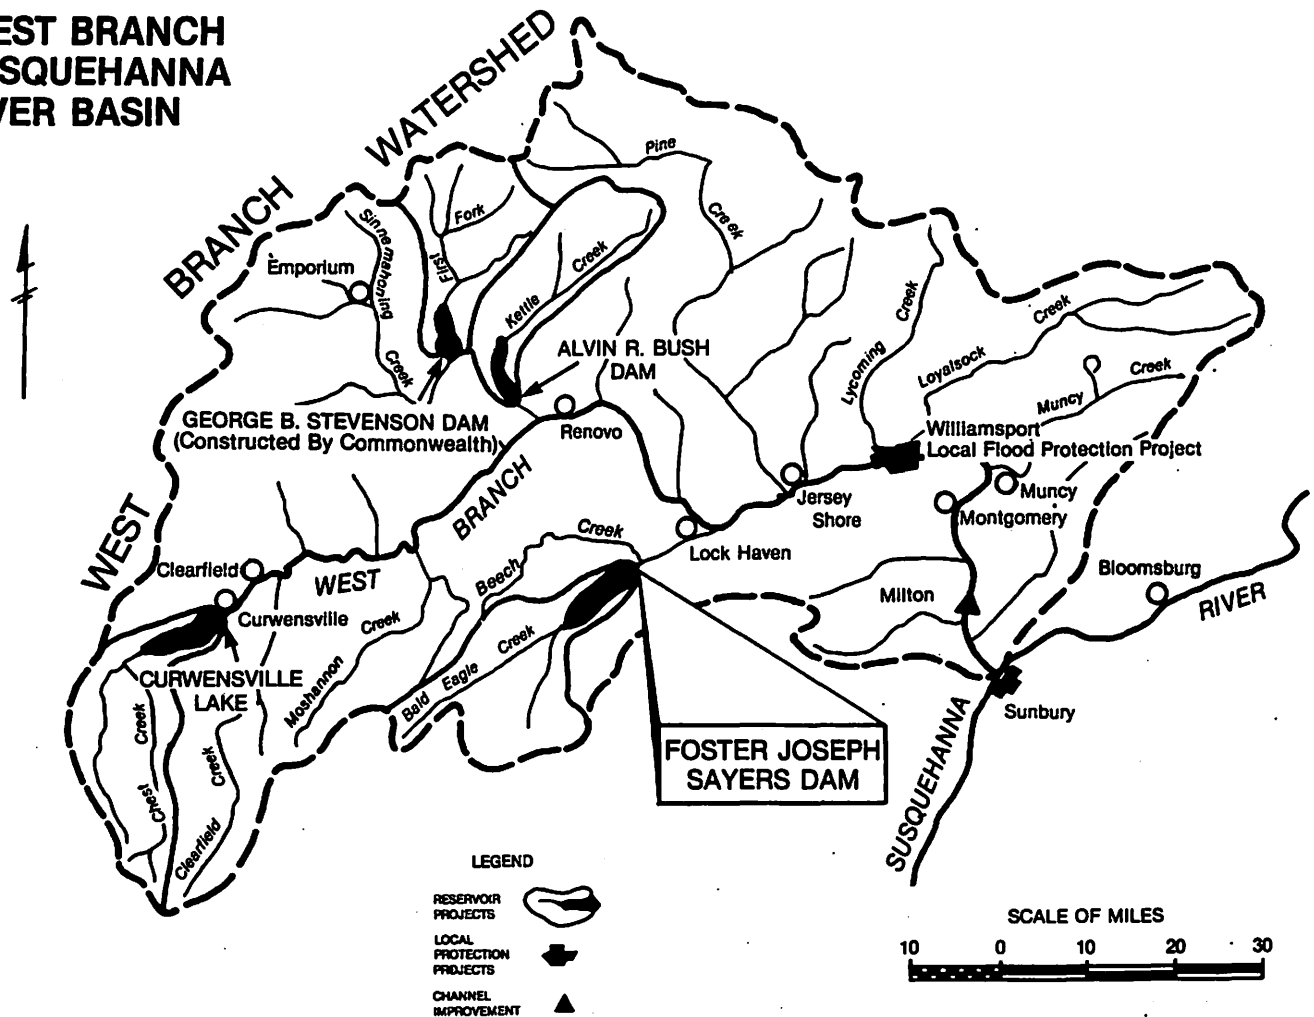 EST BRANCH
SQUEHANNA
VER BASIN
WATERSHED
BRANCH
WEST
Pine
Creek
Fork
First
Sinnemahoning
Creek
Emporium
Kettle
Creek
ALVIN R. BUSH
DAM
Creek
Lycoming
Creek
Loyalsock
Muncy
Creek
GEORGE B. STEVENSON DAM
(Constructed By Commonwealth)
Renovo
Williamsport
Local Flood Protection Project
Muncy
Montgomery
Jersey
Shore
BRANCH
WEST
Creek
Beech
Lock Haven
Clearfield
Curwensville
Creek
Moshannon
Bald Eagle Creek
Milton
Bloomsburg
RIVER
CURWENSVILLE
LAKE
Creek
Chest
Creek
Clearfield
Sunbury
SUSQUEHANNA
FOSTER JOSEPH
SAYERS DAM
LEGEND
RESERVOIR
PROJECTS
LOCAL
PROTECTION
PROJECTS
CHANNEL
IMPROVEMENT
SCALE OF MILES
10 0 10 20 30